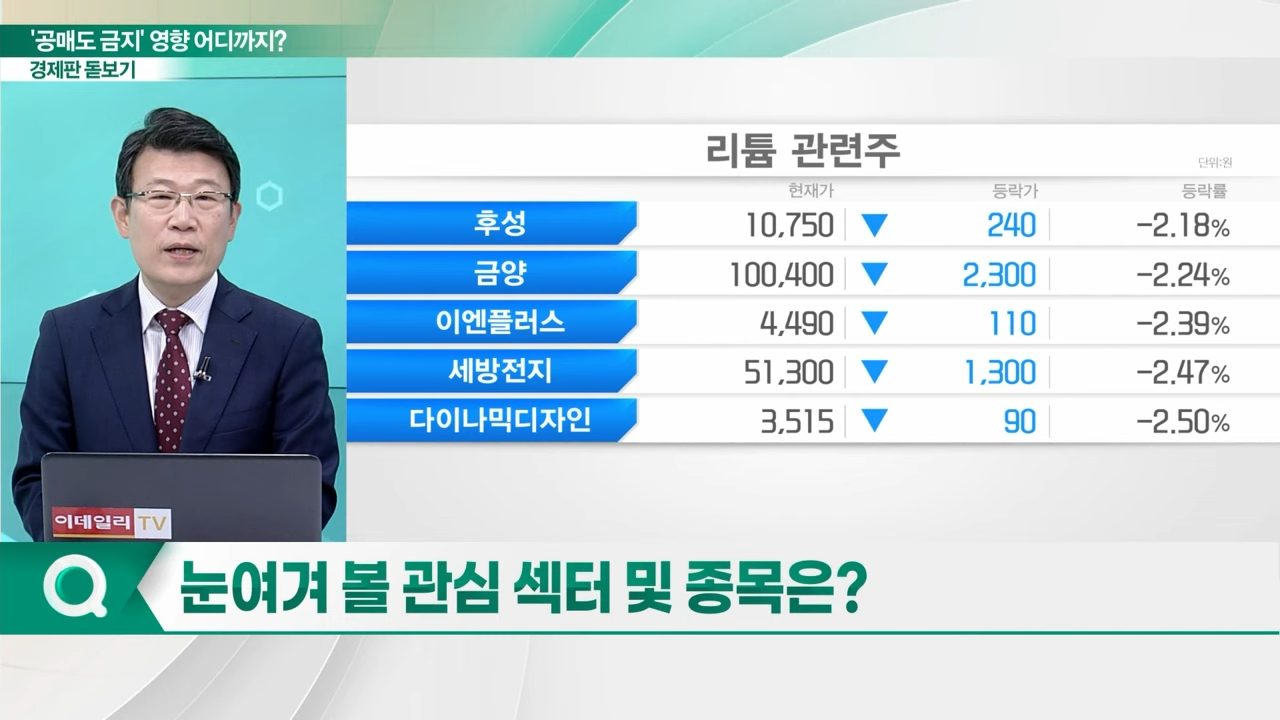 '공매도 금지' 영향 어디까지?
경제판 돋보기
리튬 관련주
단위:원
현재가 등락가 등락률
후성 10,750 ▼ 240 -2.18%
금양 100,400 ▼ 2,300 -2.24%
이엔플러스 4,490 ▼ 110 -2.39%
세방전지 51,300 ▼ 1,300 -2.47%
다이나믹디자인 3,515 ▼ 90 -2.50%
이데일리 TV
눈여겨 볼 관심 섹터 및 종목은?